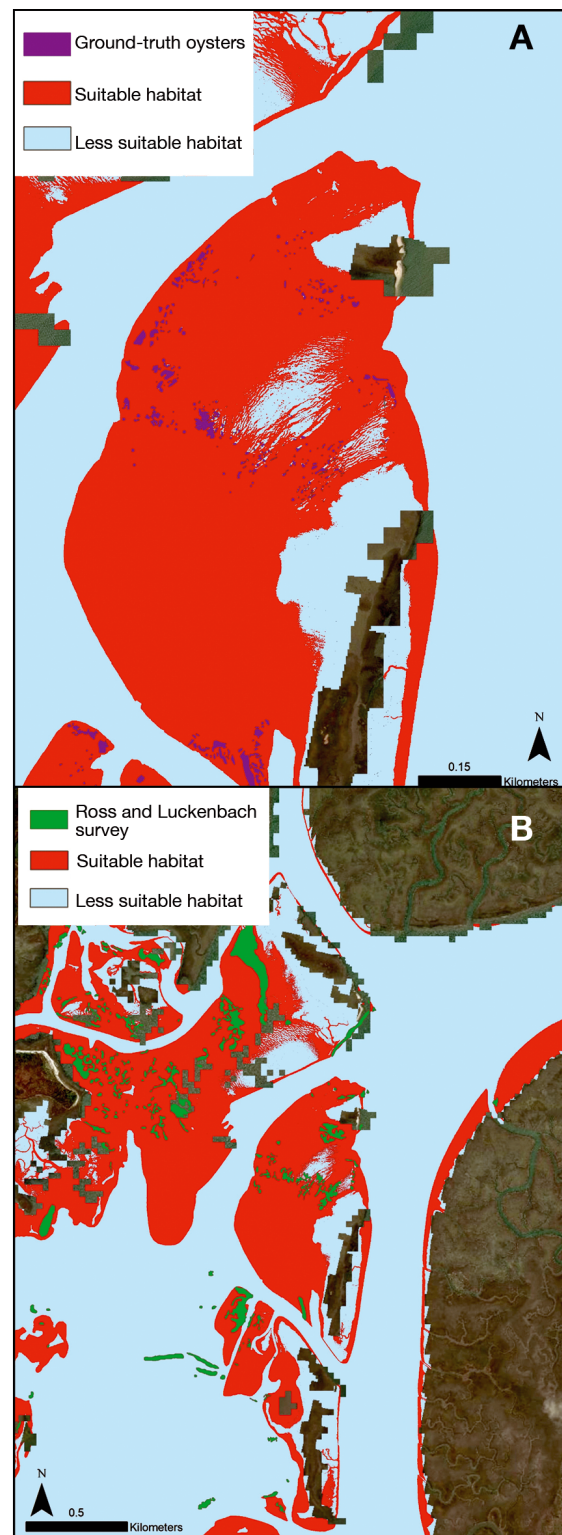 A
Ground-truth oysters
Suitable habitat
Less suitable habitat
N
0.15
Kilometers
B
Ross and Luckenbach
survey
Suitable habitat
Less suitable habitat
N
0.5
Kilometers